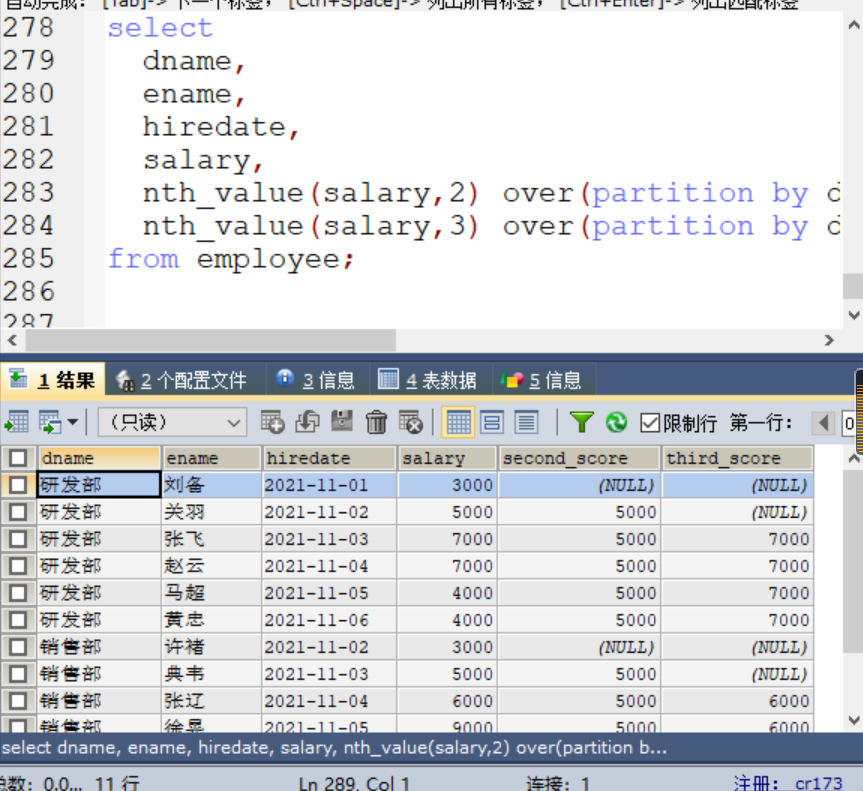 自动完成: [Tab]-> 下一个标签, [Ctrl+Space]-> 列出所有标签, [Ctrl+Enter]-> 列出匹配标签
278 select
279 dname,
280 ename,
281 hiredate,
282 salary,
283 nth_value(salary,2) over(partition by d
284 nth_value(salary,3) over(partition by d
285 from employee;
286
287
1 结果 2 个配置文件 3 信息 4 表数据 5 信息
(只读) 限制行 第一行: 0
dname ename hiredate salary second_score third_score
研发部 刘备 2021-11-01 3000 (NULL) (NULL)
研发部 关羽 2021-11-02 5000 5000 (NULL)
研发部 张飞 2021-11-03 7000 5000 7000
研发部 赵云 2021-11-04 7000 5000 7000
研发部 马超 2021-11-05 4000 5000 7000
研发部 黄忠 2021-11-06 4000 5000 7000
销售部 许褚 2021-11-02 3000 (NULL) (NULL)
销售部 典韦 2021-11-03 5000 5000 (NULL)
销售部 张辽 2021-11-04 6000 5000 6000
销售部 徐晃 2021-11-05 9000 5000 6000
select dname, ename, hiredate, salary, nth_value(salary,2) over(partition b...
总数: 0.0... 11 行 Ln 289, Col 1 连接: 1 注册: cr173